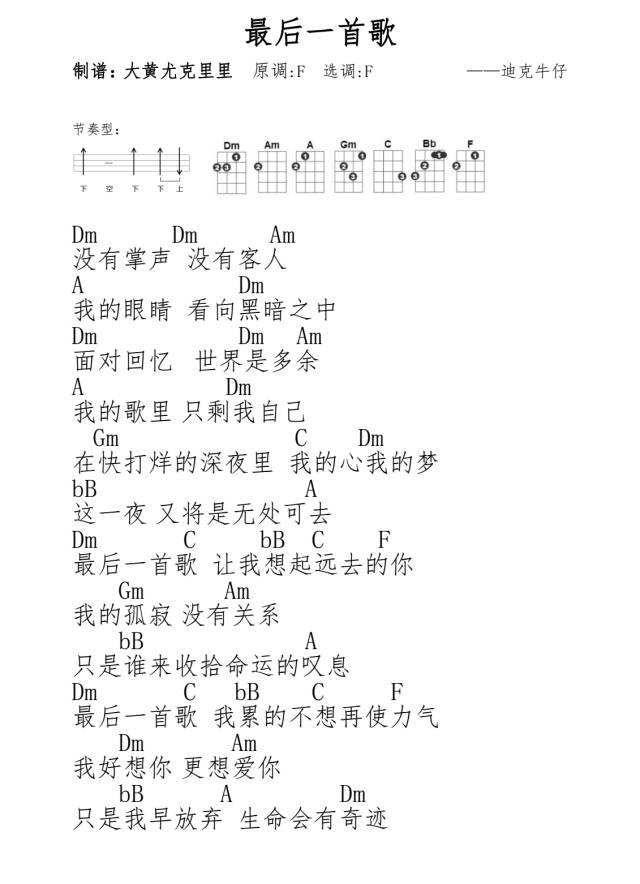 最后一首歌
制谱：大黄尤克里里 原调:F 选调:F ——迪克牛仔
节奏型：
Dm Am A Gm C Bb F
下 空 下 下 上
Dm Dm Am
没有掌声 没有客人
A Dm
我的眼睛 看向黑暗之中
Dm Dm Am
面对回忆 世界是多余
A Dm
我的歌里 只剩我自己
Gm C Dm
在快打烊的深夜里 我的心我的梦
bB A
这一夜 又将是无处可去
Dm C bB C F
最后一首歌 让我想起远去的你
Gm Am
我的孤寂 没有关系
bB A
只是谁来收拾命运的叹息
Dm C bB C F
最后一首歌 我累的不想再使力气
Dm Am
我好想你 更想爱你
bB A Dm
只是我早放弃 生命会有奇迹